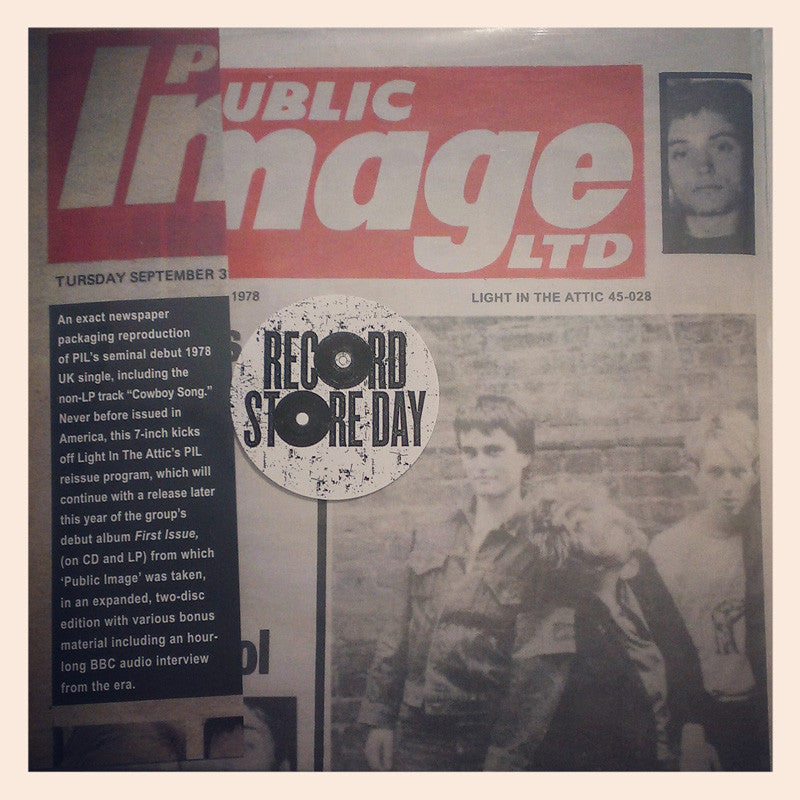 PUBLIC
Image
LTD
TURSDAY SEPTEMBER 3
1978
LIGHT IN THE ATTIC 45-028
An exact newspaper
packaging reproduction
of PIL's seminal debut 1978
UK single, including the
non-LP track “Cowboy Song.”
Never before issued in
America, this 7-inch kicks
off Light In The Attic's PIL
reissue program, which will
continue with a release later
this year of the group's
debut album First Issue,
(on CD and LP) from which
‘Public Image’ was taken,
in an expanded, two-disc
edition with various bonus
material including an hour-
long BBC audio interview
from the era.
RECORD
STORE DAY